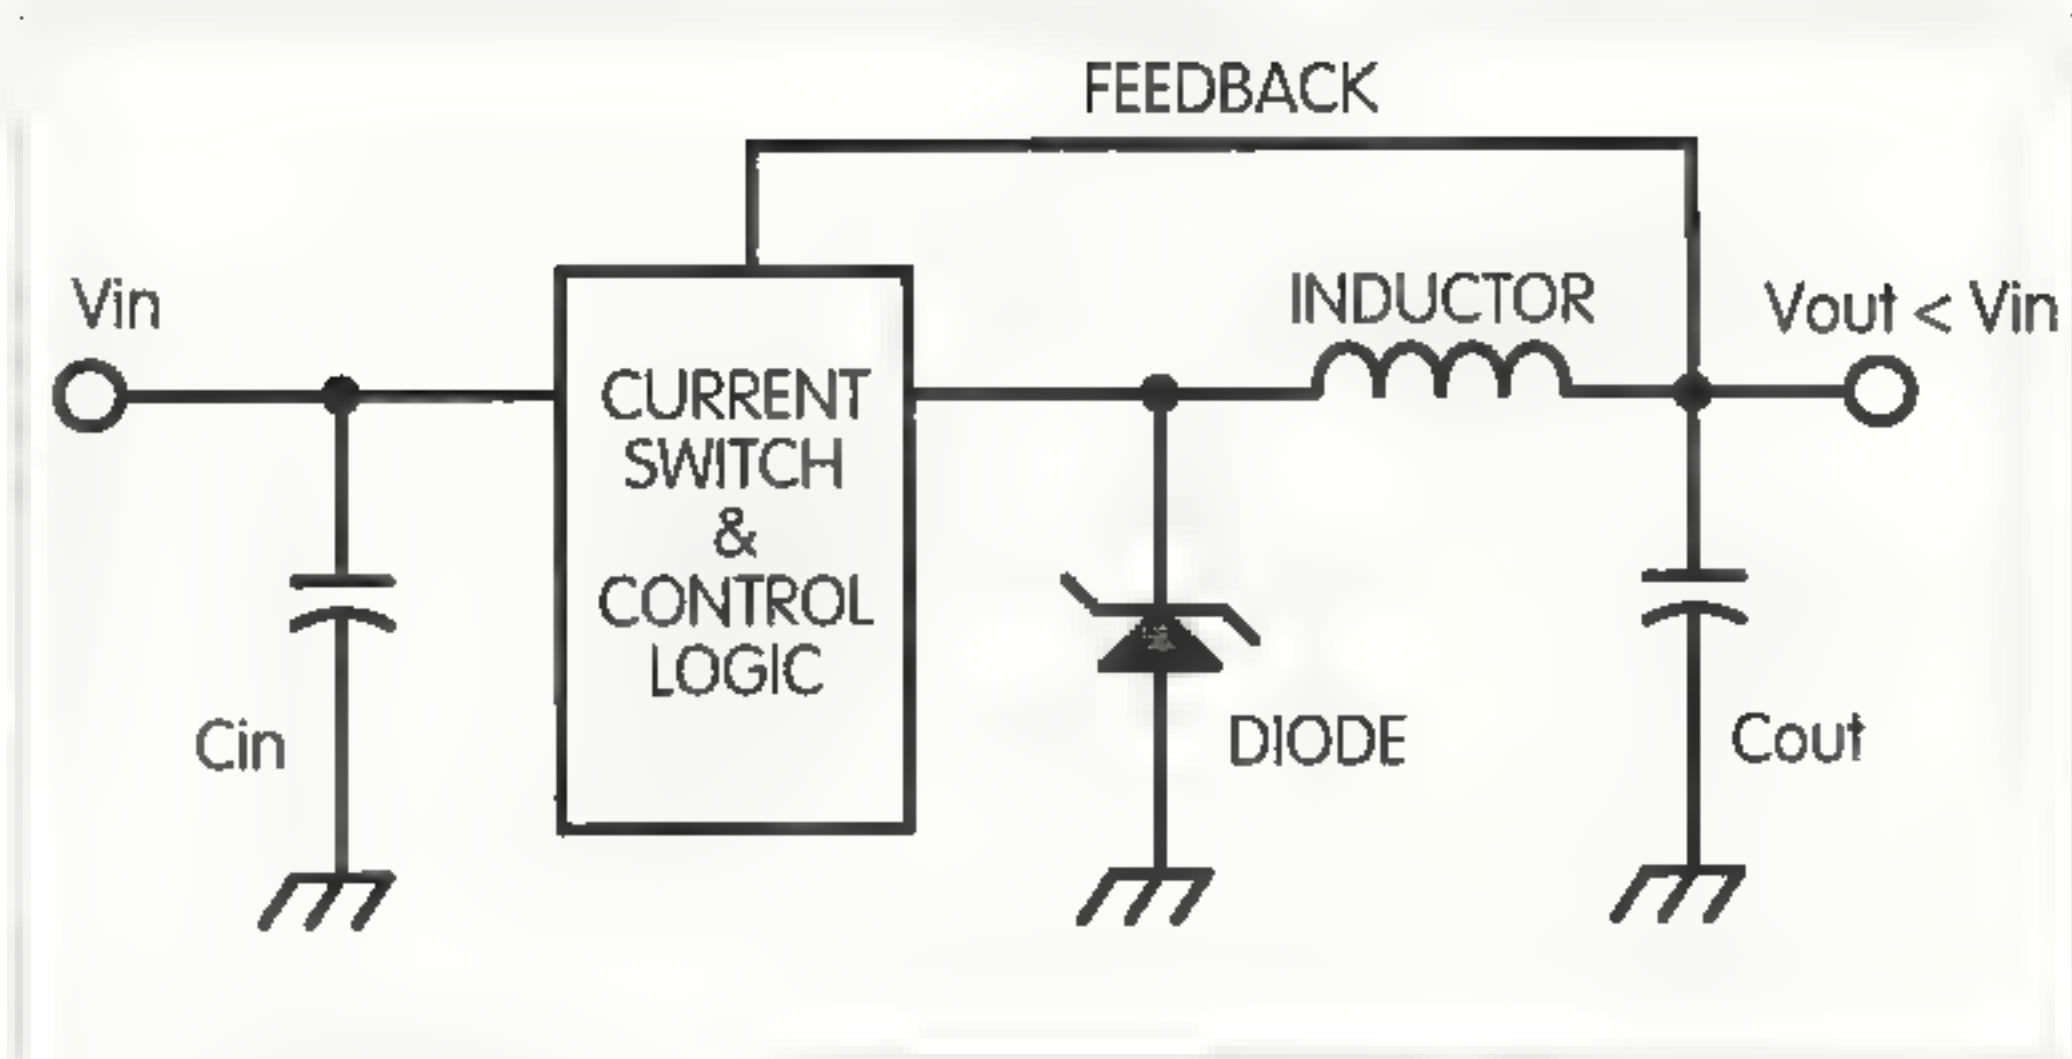 FEEDBACK
Vin
INDUCTOR
Vout < Vin
CURRENT
SWITCH
&
CONTROL
LOGIC
Cin
DIODE
Cout